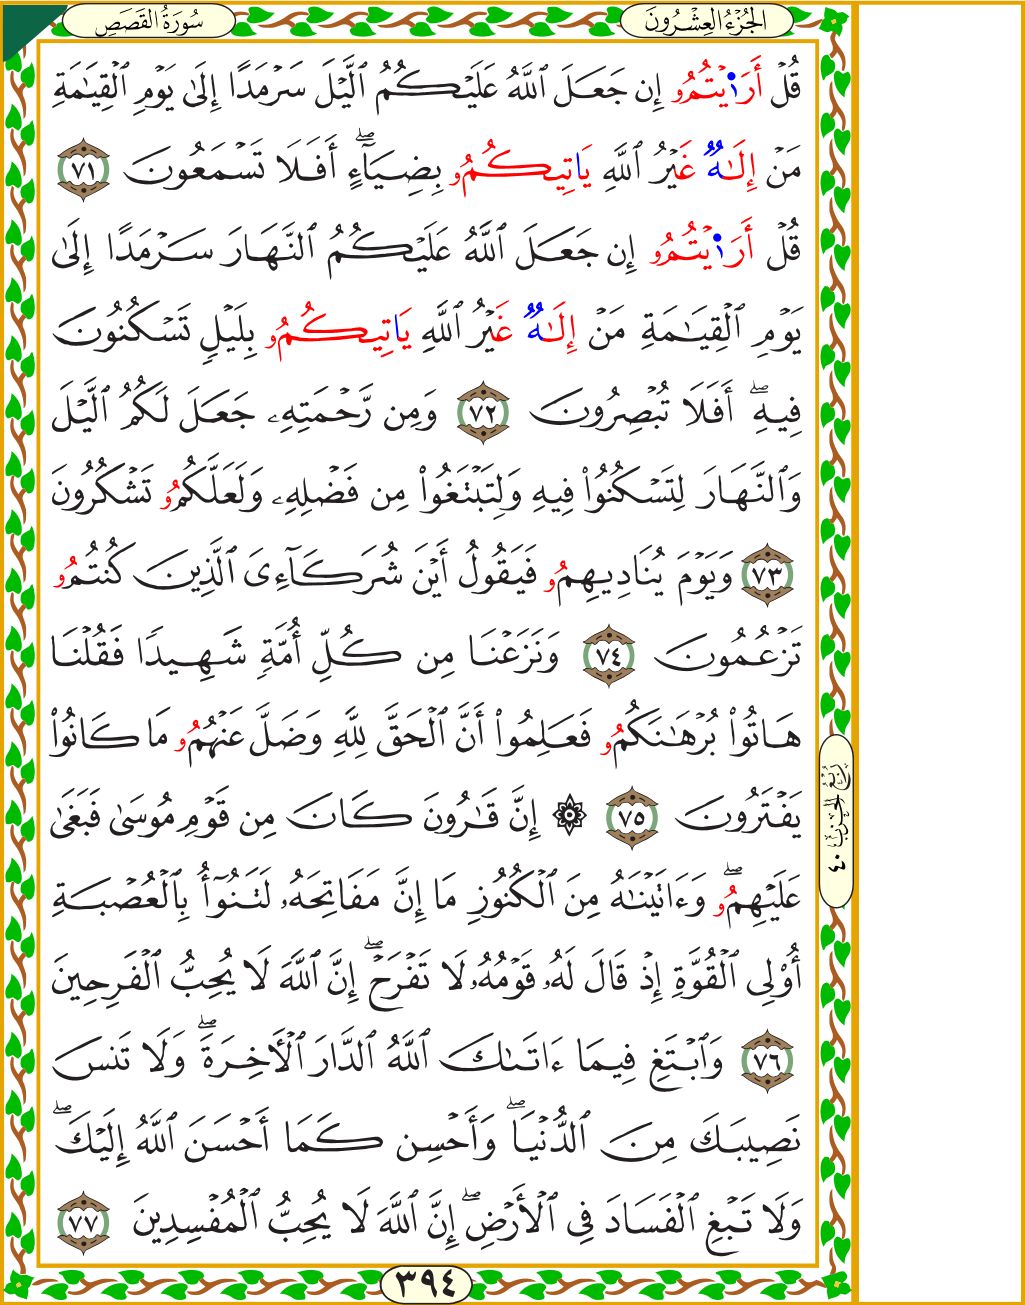 سُورَةُ القَصَصِ
الجُزْءُ العِشْرُونَ
قُلْ أَرَ•يْتُمُۥ إِن جَعَلَ ٱللَّهُ عَلَيْكُمُ ٱلَّيْلَ سَرْمَدًا إِلَىٰ يَوْمِ ٱلْقِيَٰمَةِ
مَنْ إِلَٰهٌ غَيْرُ ٱللَّهِ يَاتِيكُمُۥ بِضِيَآءٍۖ أَفَلَا تَسْمَعُونَ ٧١
قُلْ أَرَ•يْتُمُۥ إِن جَعَلَ ٱللَّهُ عَلَيْكُمُ ٱلنَّهَارَ سَرْمَدًا إِلَىٰ
يَوْمِ ٱلْقِيَٰمَةِ مَنْ إِلَٰهٌ غَيْرُ ٱللَّهِ يَاتِيكُمُۥ بِلَيْلٍ تَسْكُنُونَ
فِيهِۖ أَفَلَا تُبْصِرُونَ ٧٢ وَمِن رَّحْمَتِهِۦ جَعَلَ لَكُمُ ٱلَّيْلَ
وَٱلنَّهَارَ لِتَسْكُنُوا۟ فِيهِ وَلِتَبْتَغُوا۟ مِن فَضْلِهِۦ وَلَعَلَّكُمُۥ تَشْكُرُونَ
٧٣ وَيَوْمَ يُنَادِيهِمُۥ فَيَقُولُ أَيْنَ شُرَكَآءِىَ ٱلَّذِينَ كُنتُمُۥ
تَزْعُمُونَ ٧٤ وَنَزَعْنَا مِن كُلِّ أُمَّةٍ شَهِيدًا فَقُلْنَا
هَاتُوا۟ بُرْهَٰنَكُمُۥ فَعَلِمُوا۟ أَنَّ ٱلْحَقَّ لِلَّهِ وَضَلَّ عَنْهُمُۥ مَا كَانُوا۟
يَفْتَرُونَ ٧٥ ۞ إِنَّ قَٰرُونَ كَانَ مِن قَوْمِ مُوسَىٰ فَبَغَىٰ
عَلَيْهِمُۥۖ وَءَاتَيْنَٰهُ مِنَ ٱلْكُنُوزِ مَا إِنَّ مَفَاتِحَهُۥ لَتَنُوٓأُ بِٱلْعُصْبَةِ
أُو۟لِى ٱلْقُوَّةِ إِذْ قَالَ لَهُۥ قَوْمُهُۥ لَا تَفْرَحْۖ إِنَّ ٱللَّهَ لَا يُحِبُّ ٱلْفَرِحِينَ
٧٦ وَٱبْتَغِ فِيمَا ءَاتَىٰكَ ٱللَّهُ ٱلدَّارَ ٱلْأَخِرَةَۖ وَلَا تَنسَ
نَصِيبَكَ مِنَ ٱلدُّنْيَاۖ وَأَحْسِن كَمَا أَحْسَنَ ٱللَّهُ إِلَيْكَۖ
وَلَا تَبْغِ ٱلْفَسَادَ فِى ٱلْأَرْضِۖ إِنَّ ٱللَّهَ لَا يُحِبُّ ٱلْمُفْسِدِينَ ٧٧
رُبْعُ الحِزْبِ ٤٠
٣٩٤